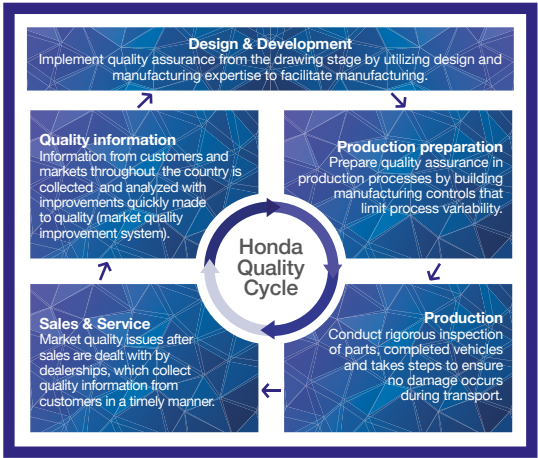 Design & Development
Implement quality assurance from the drawing stage by utilizing design and
manufacturing expertise to facilitate manufacturing.
Quality information
Information from customers and
markets throughout the country is
collected and analyzed with
improvements quickly made
to quality (market quality
improvement system).
Production preparation
Prepare quality assurance in
production processes by building
manufacturing controls that
limit process variability.
Honda
Quality
Cycle
Sales & Service
Market quality issues after
sales are dealt with by
dealerships, which collect
quality information from
customers in a timely manner.
Production
Conduct rigorous inspection
of parts, completed vehicles
and takes steps to ensure
no damage occurs
during transport.